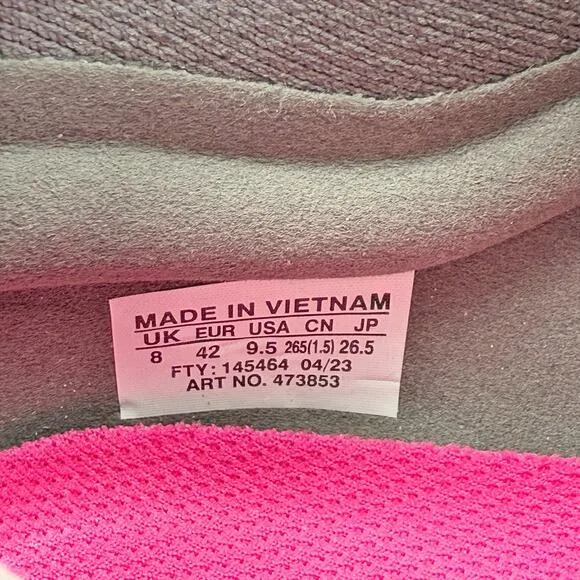 MADE IN VIETNAM
UK EUR USA CN JP
8 42 9.5 265(1.5) 26.5
FTY: 145464 04/23
ART NO. 473853